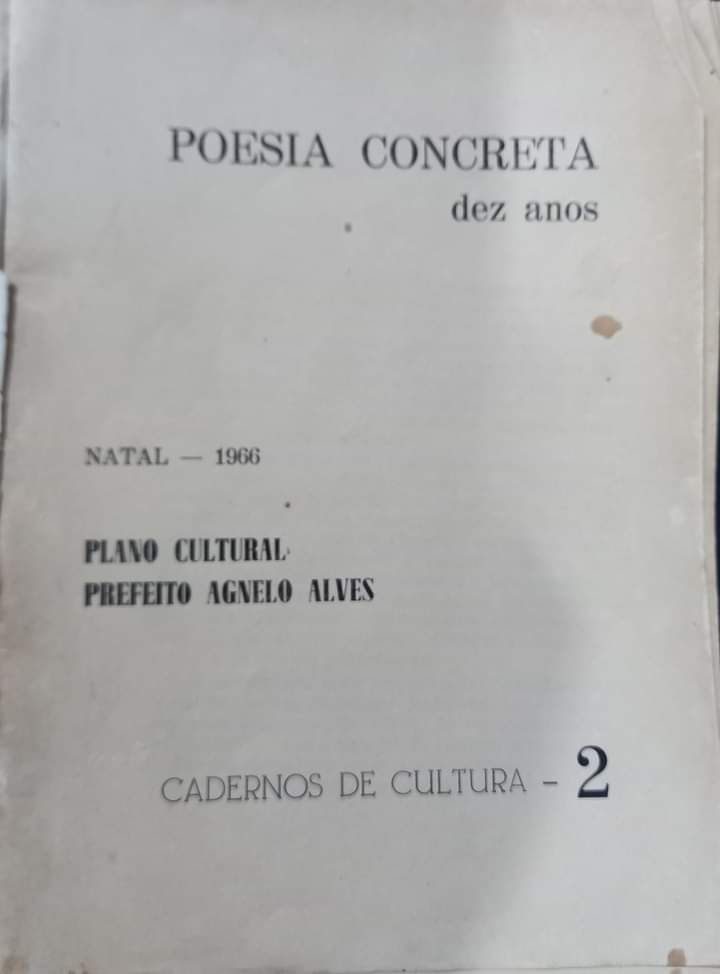 POESIA CONCRETA
dez anos
NATAL — 1966
PLANO CULTURAL
PREFEITO AGNELO ALVES
CADERNOS DE CULTURA - 2